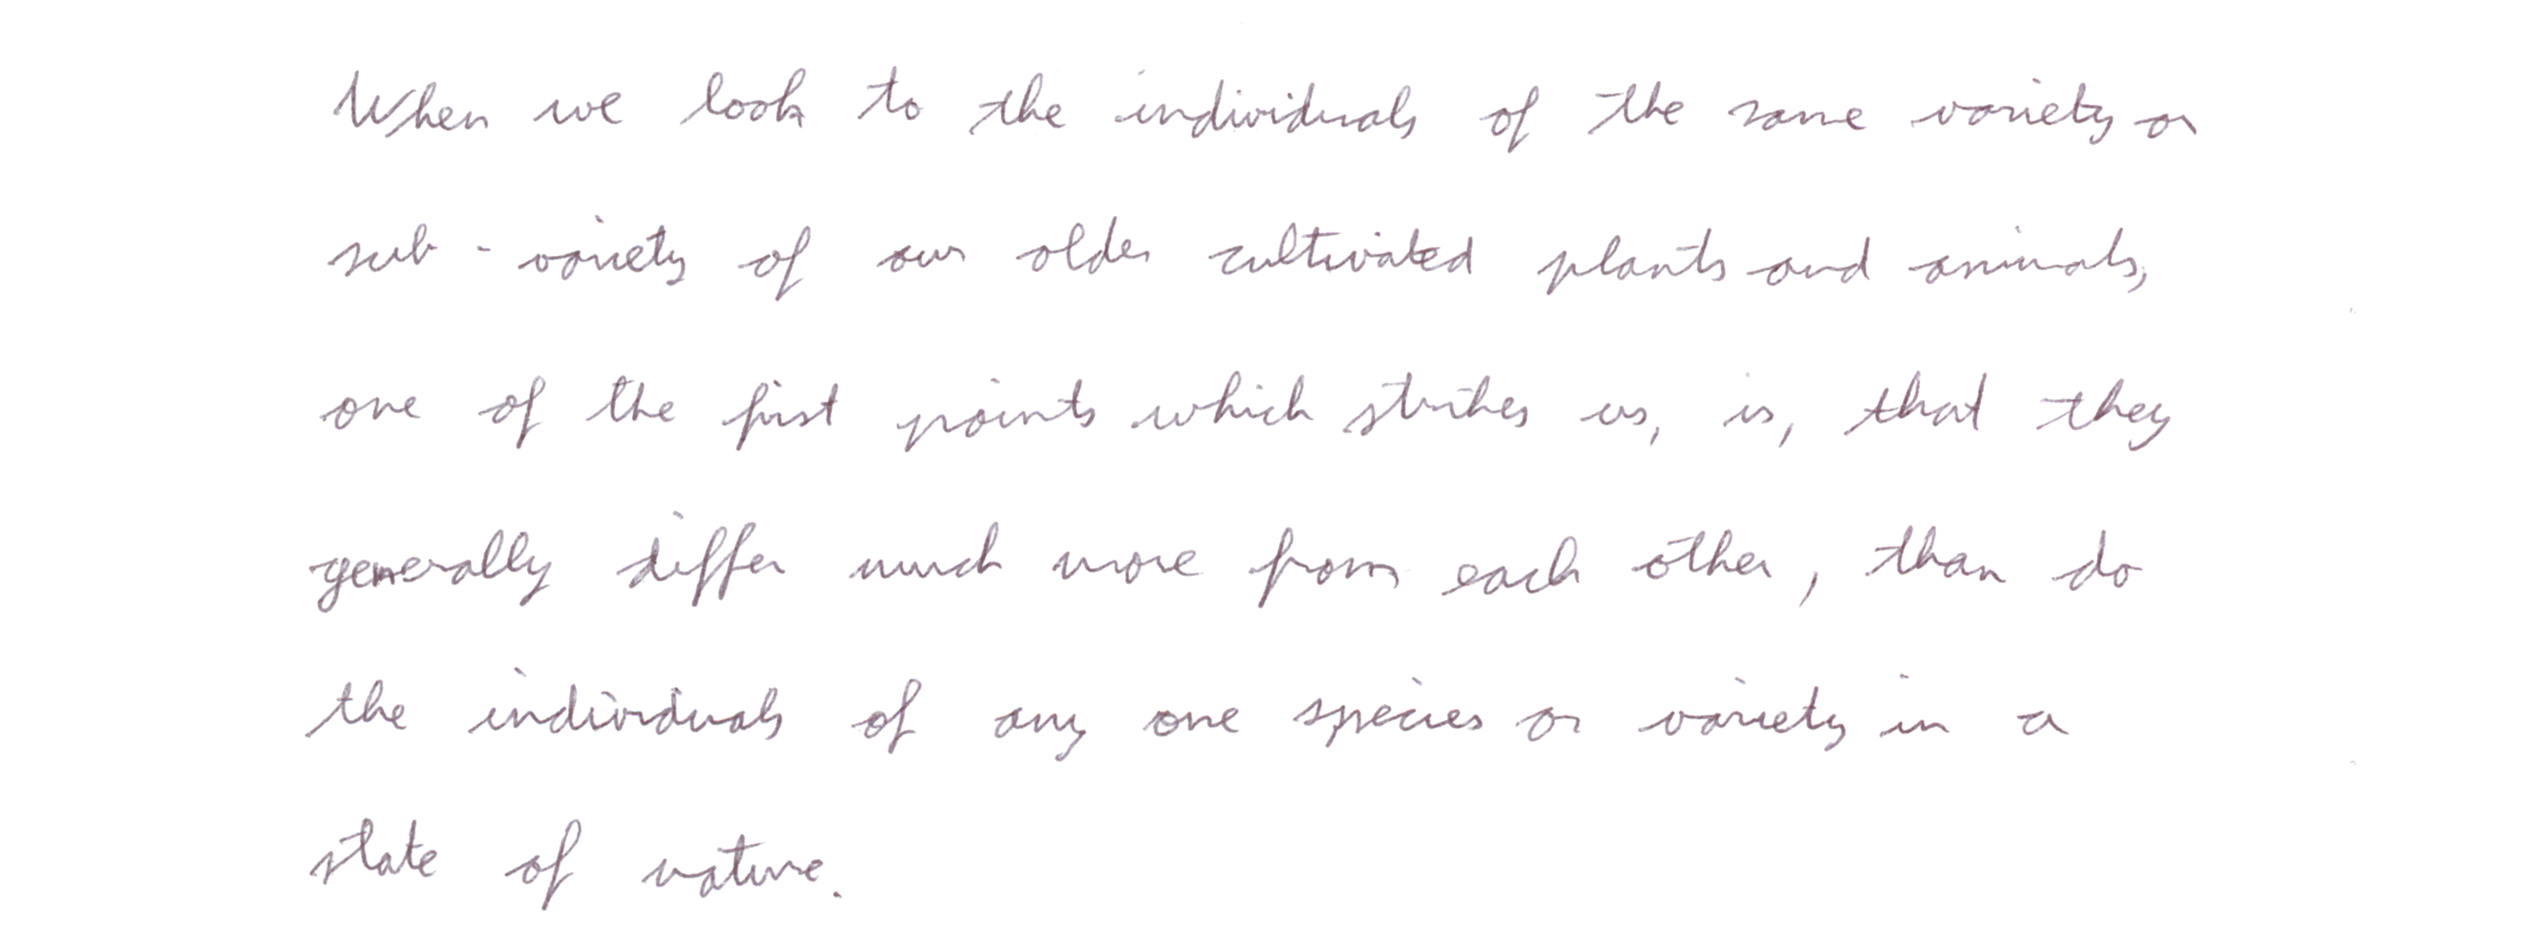 When we look to the individuals of the same variety or
sub-variety of our older cultivated plants and animals,
one of the first points which strikes us, is, that they
generally differ much more from each other, than do
the individuals of any one species or variety in a
state of nature.